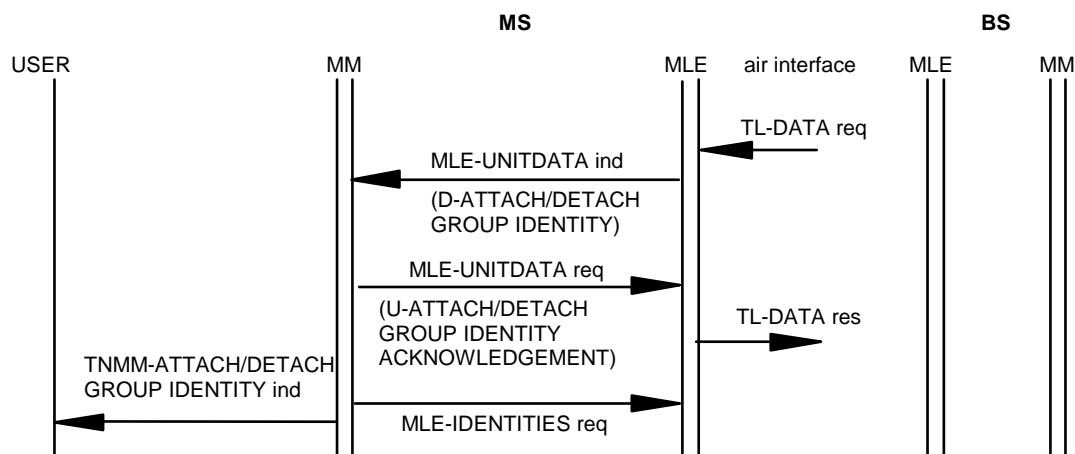 MS BS
USER MM MLE air interface MLE MM
TL-DATA req
MLE-UNITDATA ind
(D-ATTACH/DETACH
GROUP IDENTITY)
MLE-UNITDATA req
(U-ATTACH/DETACH
GROUP IDENTITY
ACKNOWLEDGEMENT)
TL-DATA res
TNMM-ATTACH/DETACH
GROUP IDENTITY ind
MLE-IDENTITIES req